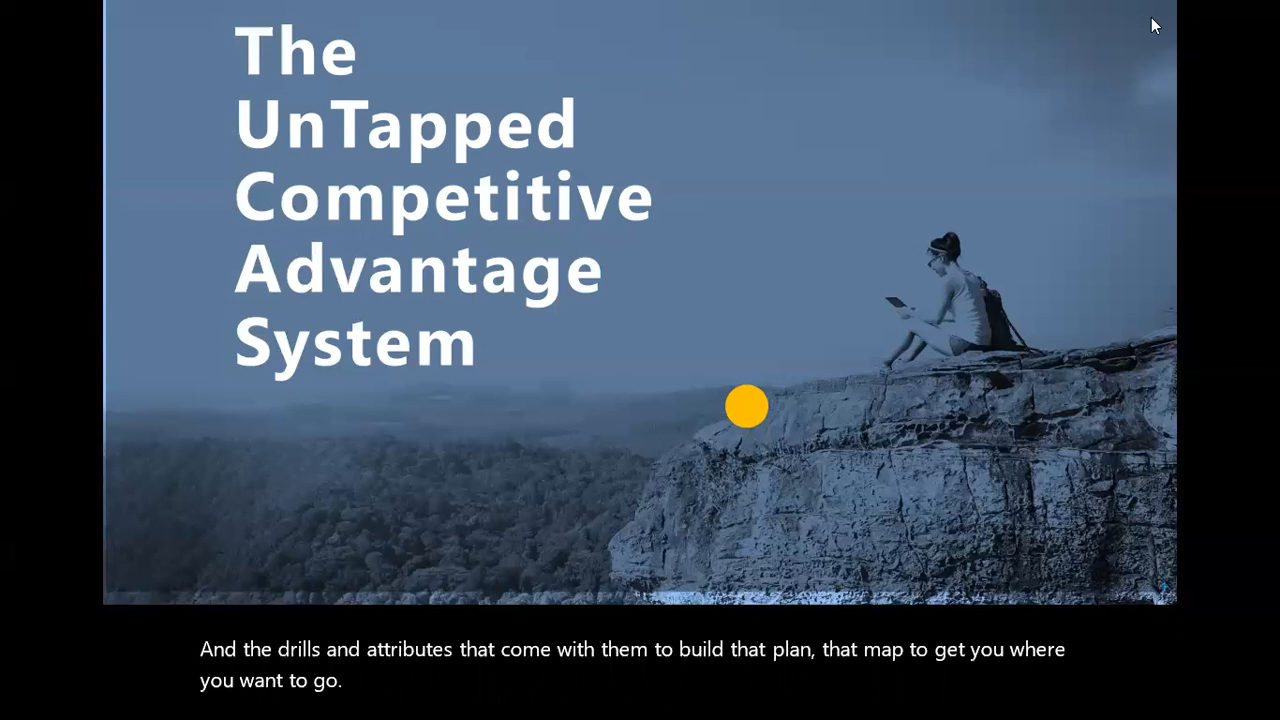 The
UnTapped
Competitive
Advantage
System
And the drills and attributes that come with them to build that plan, that map to get you where
you want to go.